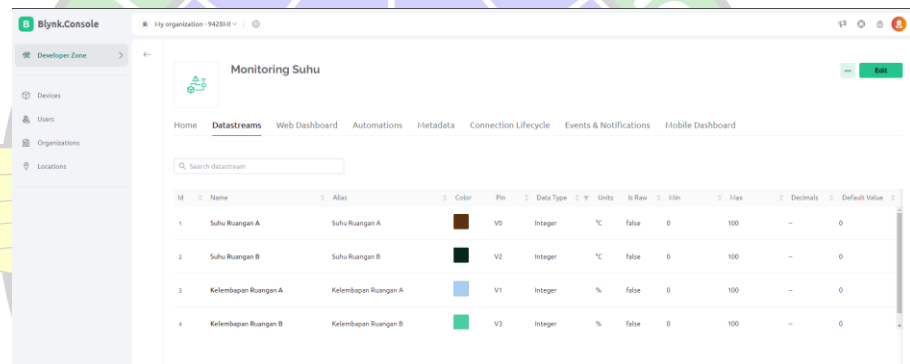 B Blynk.Console
My organization - 9428HI
Developer Zone
Devices
Users
Organizations
Locations
Monitoring Suhu
Edit
Home Datastreams Web Dashboard Automations Metadata Connection Lifecycle Events & Notifications Mobile Dashboard
Search datastream
Id Name Alias Color Pin Data Type Units Is Raw Min Max Decimals Default Value
1 Suhu Ruangan A Suhu Ruangan A V0 Integer °C false 0 100 -- 0
2 Suhu Ruangan B Suhu Ruangan B V2 Integer °C false 0 100 -- 0
3 Kelembapan Ruangan A Kelembapan Ruangan A V1 Integer % false 0 100 -- 0
4 Kelembapan Ruangan B Kelembapan Ruangan B V3 Integer % false 0 100 -- 0